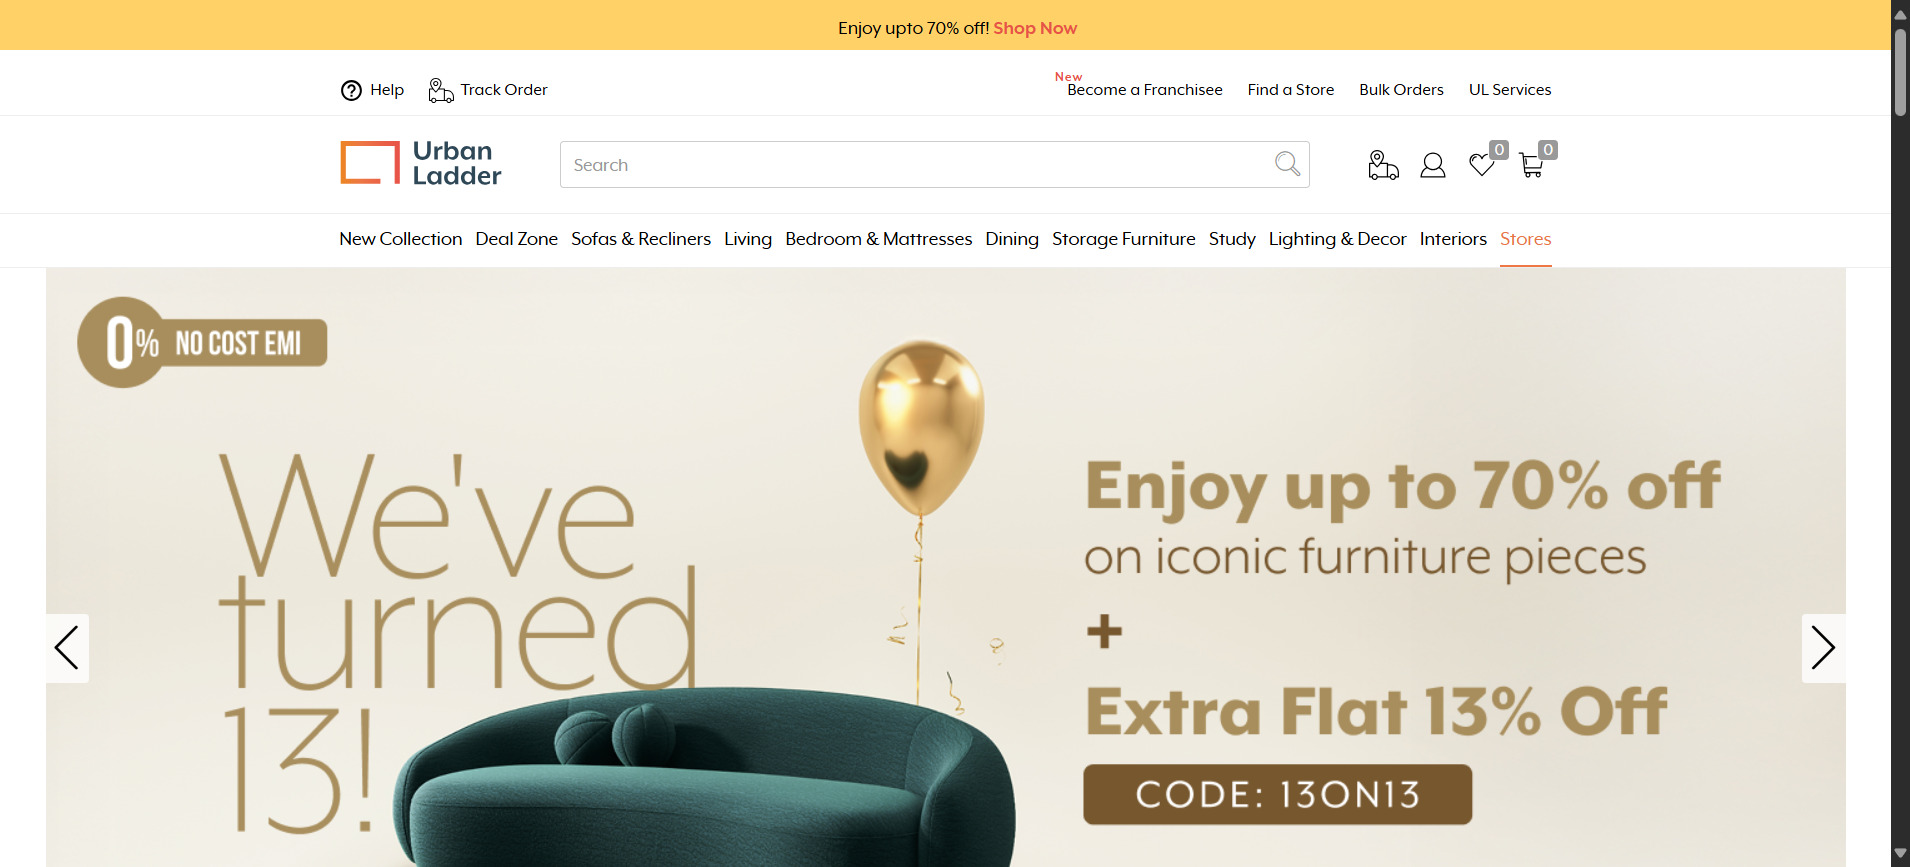 Enjoy upto 70% off! Shop Now
Help Track Order
New
Become a Franchisee Find a Store Bulk Orders UL Services
Urban
Ladder
Search
0 0
New Collection Deal Zone Sofas & Recliners Living Bedroom & Mattresses Dining Storage Furniture Study Lighting & Decor Interiors Stores
0% NO COST EMI
We've
turned
13!
Enjoy up to 70% off
on iconic furniture pieces
+
Extra Flat 13% Off
CODE: 13ON13